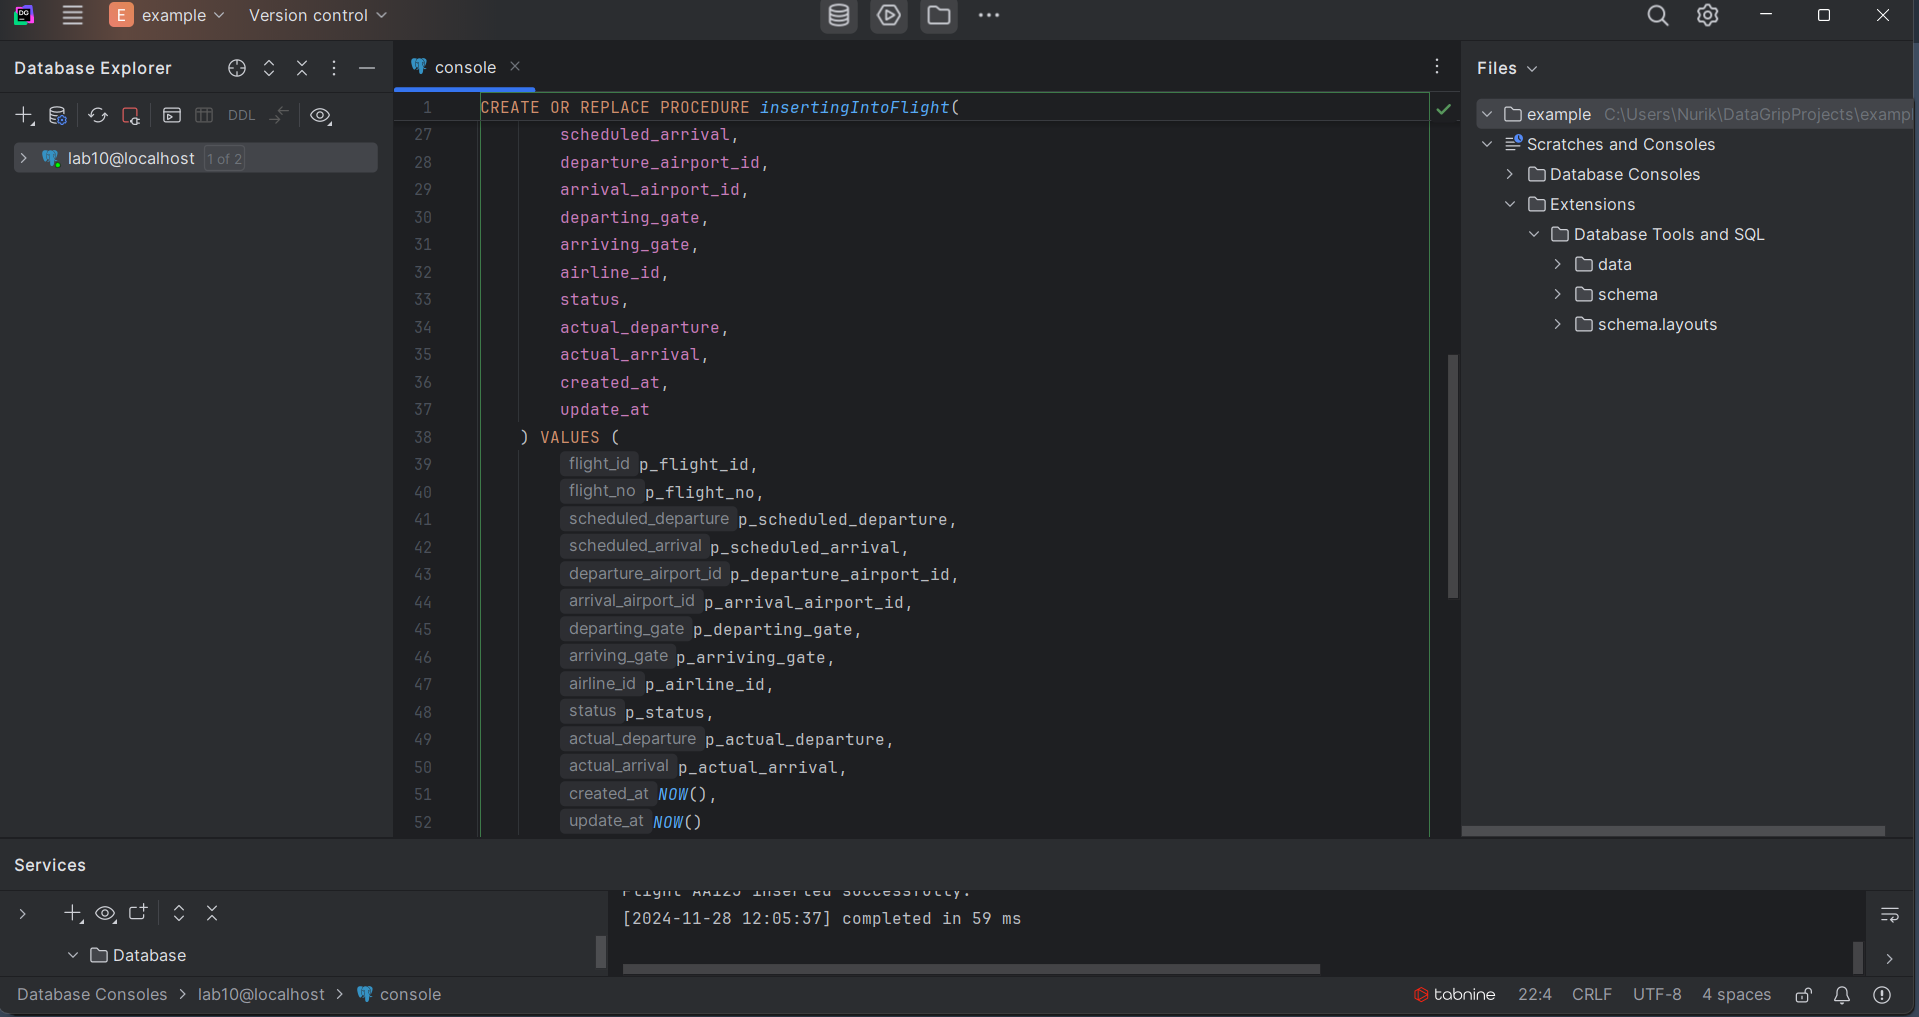 E example Version control
Database Explorer
DDL
lab10@localhost 1 of 2
console
1 CREATE OR REPLACE PROCEDURE insertingIntoFlight(
27 scheduled_arrival,
28 departure_airport_id,
29 arrival_airport_id,
30 departing_gate,
31 arriving_gate,
32 airline_id,
33 status,
34 actual_departure,
35 actual_arrival,
36 created_at,
37 update_at
38 ) VALUES (
39 flight_id p_flight_id,
40 flight_no p_flight_no,
41 scheduled_departure p_scheduled_departure,
42 scheduled_arrival p_scheduled_arrival,
43 departure_airport_id p_departure_airport_id,
44 arrival_airport_id p_arrival_airport_id,
45 departing_gate p_departing_gate,
46 arriving_gate p_arriving_gate,
47 airline_id p_airline_id,
48 status p_status,
49 actual_departure p_actual_departure,
50 actual_arrival p_actual_arrival,
51 created_at NOW(),
52 update_at NOW()
Files
example C:\Users\Nurik\DataGripProjects\exampl
Scratches and Consoles
Database Consoles
Extensions
Database Tools and SQL
data
schema
schema.layouts
Services
Database
Flight AA123 inserted successfully.
[2024-11-28 12:05:37] completed in 59 ms
Database Consoles > lab10@localhost > console
tabnine 22:4 CRLF UTF-8 4 spaces